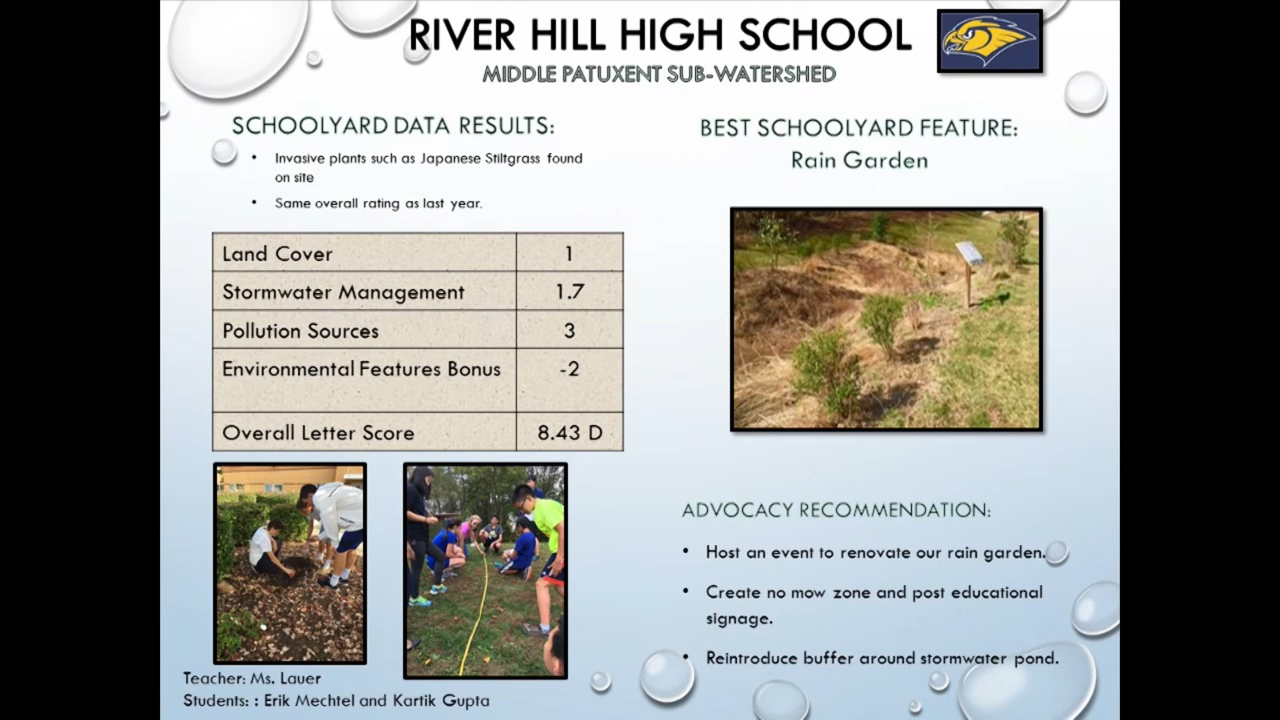 RIVER HILL HIGH SCHOOL
MIDDLE PATUXENT SUB-WATERSHED
SCHOOLYARD DATA RESULTS:
• Invasive plants such as Japanese Stiltgrass found
on site
• Same overall rating as last year.
Land Cover 1
Stormwater Management 1.7
Pollution Sources 3
Environmental Features Bonus -2
Overall Letter Score 8.43 D
Teacher: Ms. Lauer
Students: : Erik Mechtel and Kartik Gupta
BEST SCHOOLYARD FEATURE:
Rain Garden
ADVOCACY RECOMMENDATION:
• Host an event to renovate our rain garden.
• Create no mow zone and post educational
signage.
• Reintroduce buffer around stormwater pond.